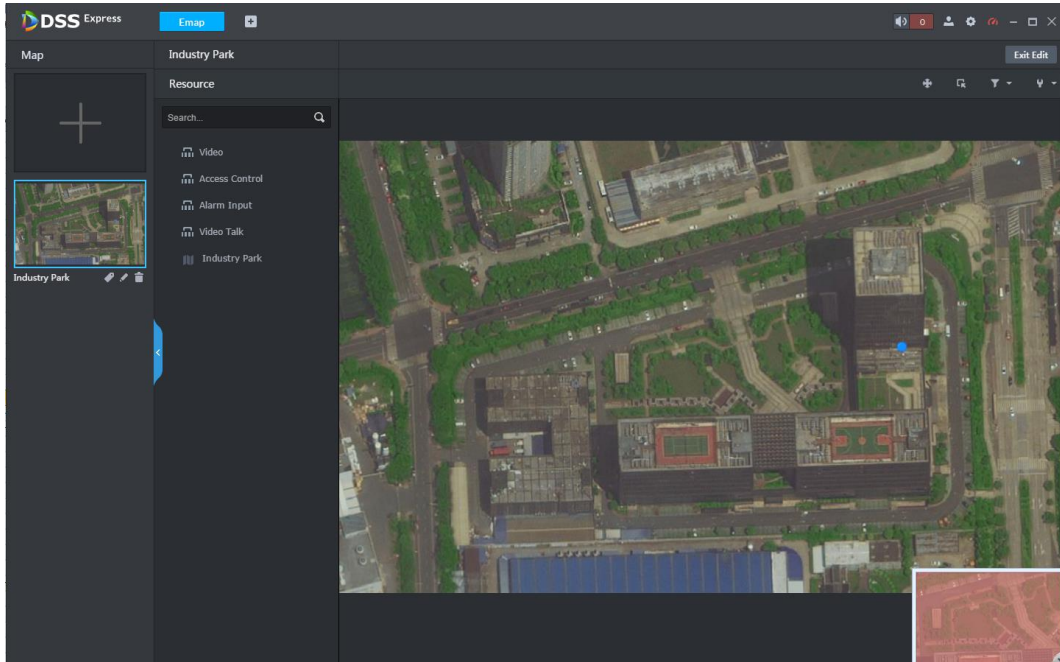 DSS Express
Emap
0
Map
Industry Park
Exit Edit
Resource
Search...
Video
Access Control
Alarm Input
Video Talk
Industry Park
Industry Park